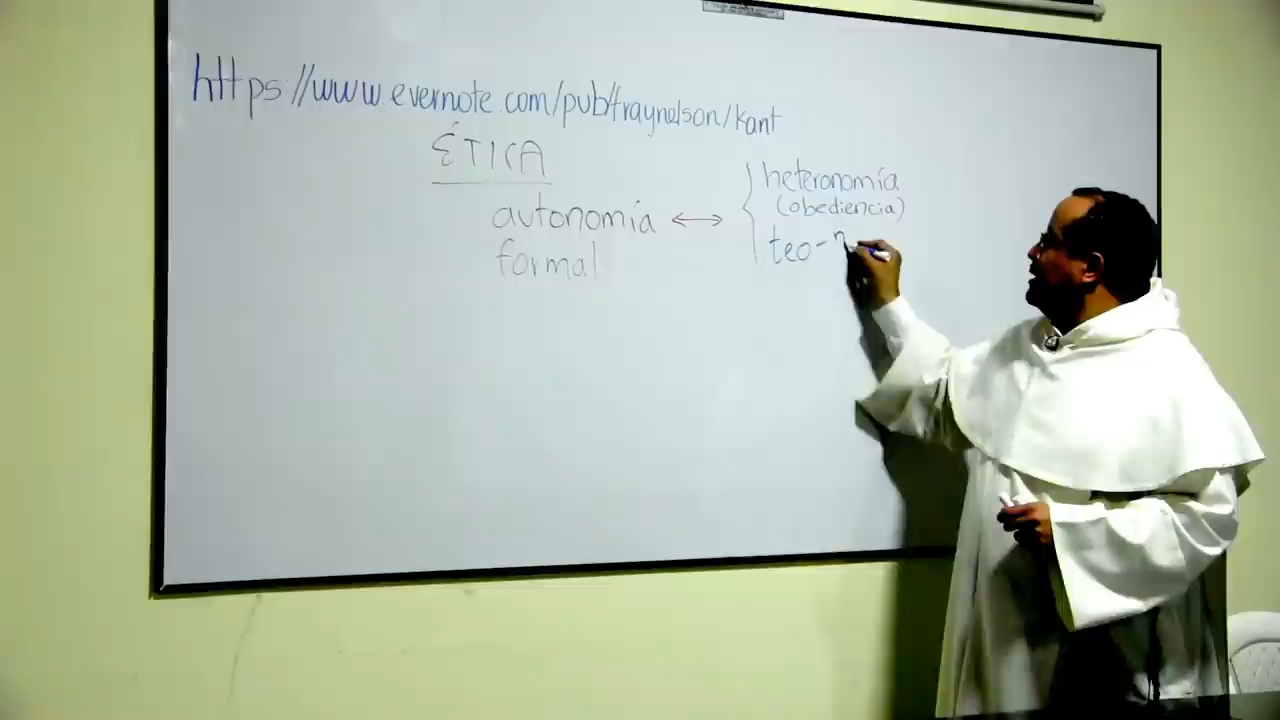 https://www.evernote.com/pub/fraynelson/kant
ÉTICA
autonomía ↔ { heteronomía
(obediencia)
formal
teo-n